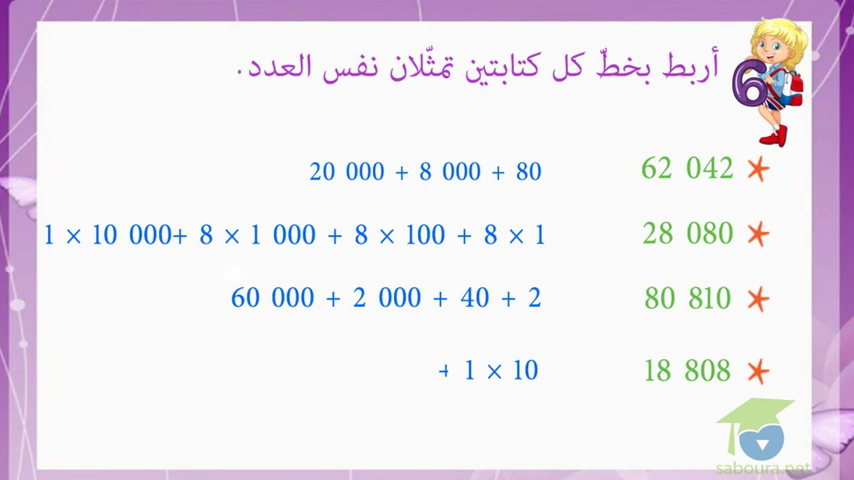 أربط بخطّ كل كتابتين تمثّلان نفس العدد.
6
62 042
20 000 + 8 000 + 80
28 080
1 × 10 000+ 8 × 1 000 + 8 × 100 + 8 × 1
80 810
60 000 + 2 000 + 40 + 2
18 808
+ 1 × 10
saboura.net